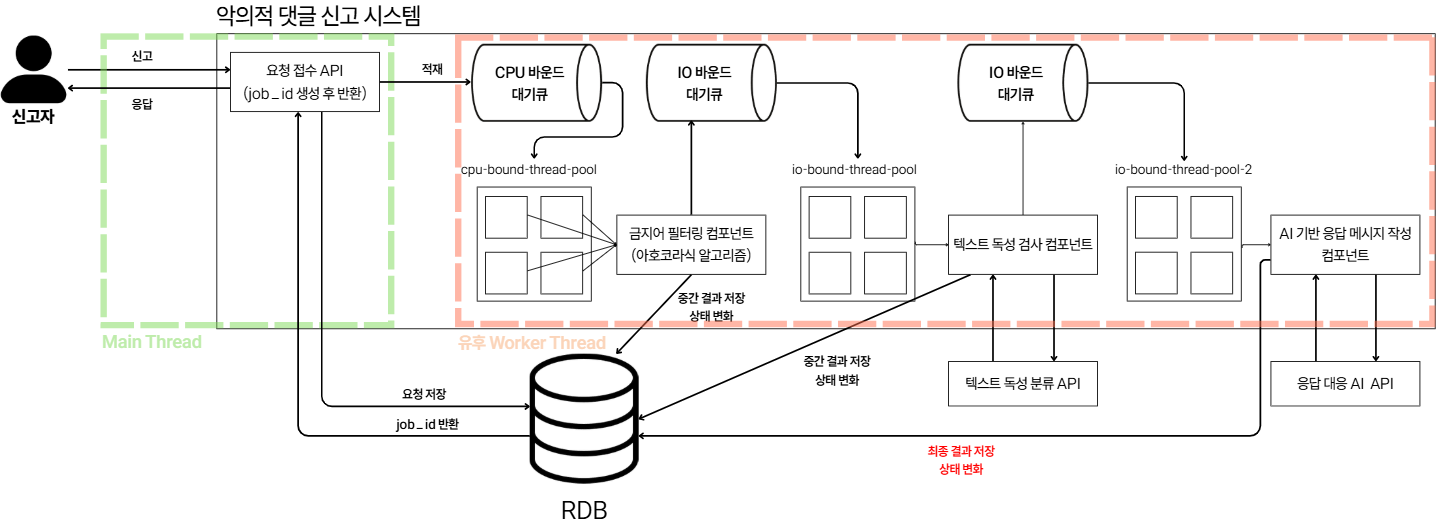 악의적 댓글 신고 시스템
신고
응답
신고자
요청 접수 API
(job_id 생성 후 반환)
적재
CPU 바운드
대기큐
IO 바운드
대기큐
IO 바운드
대기큐
cpu-bound-thread-pool
io-bound-thread-pool
io-bound-thread-pool-2
금지어 필터링 컴포넌트
(아호코라식 알고리즘)
텍스트 독성 검사 컴포넌트
AI 기반 응답 메시지 작성
컴포넌트
중간 결과 저장
상태 변화
Main Thread
유휴 Worker Thread
중간 결과 저장
상태 변화
텍스트 독성 분류 API
응답 대응 AI API
요청 저장
job_id 반환
최종 결과 저장
상태 변화
RDB